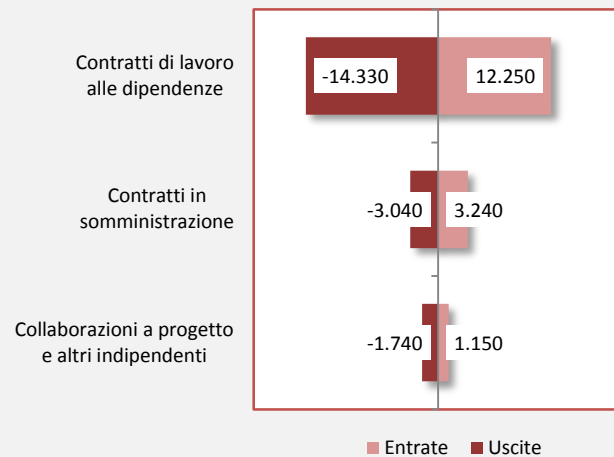 Contratti di lavoro
alle dipendenze
-14.330
12.250
Contratti in
somministrazione
-3.040
3.240
Collaborazioni a progetto
e altri indipendenti
-1.740
1.150
Entrate
Uscite